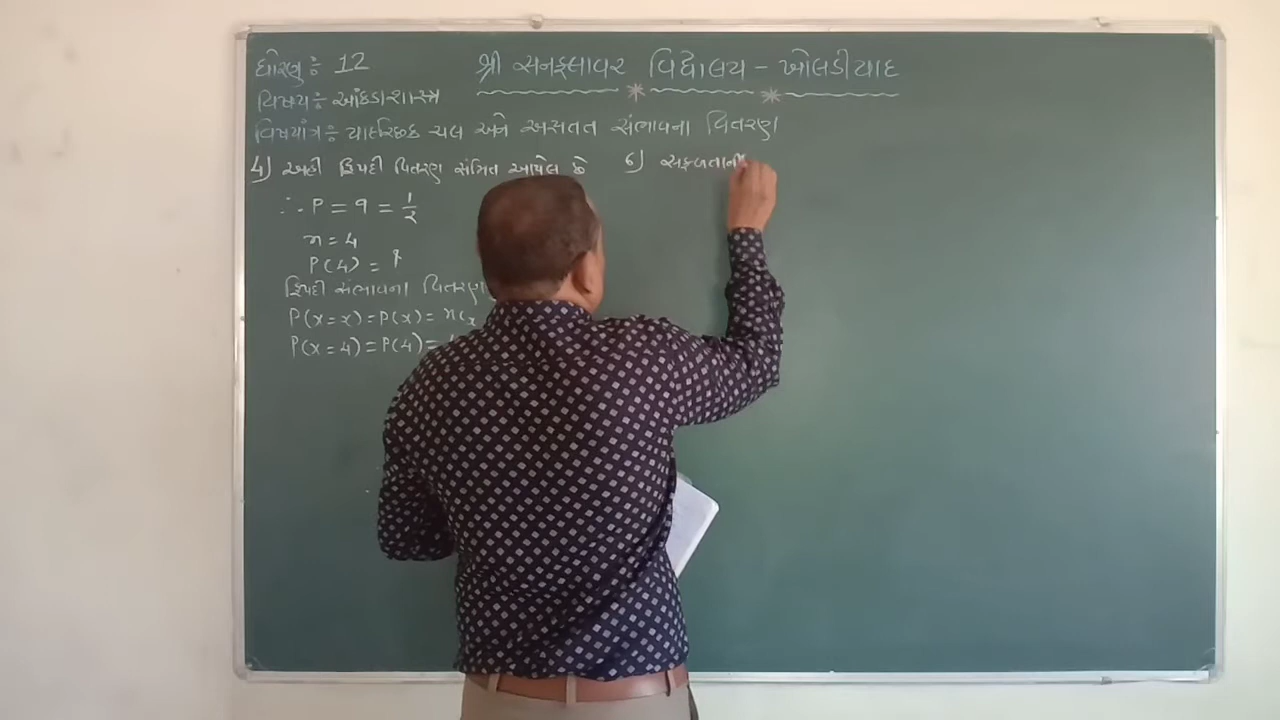 ધોરણ ÷ 12
શ્રી સનફ્લાવર વિદ્યાલય - ખોલડીયાદ
વિષય ÷ આંકડાશાસ્ત્ર
વિષયાંગ ÷ યાદચ્છિક ચલ અને અસતત સંભાવના વિતરણ
4) અહીં દ્વિપદી વિતરણ સંમિત આપેલ છે
∴ P = q = 1/2
n = 4
P(4) = ?
દ્વિપદી સંભાવના વિતરણ
P(X = x) = P(x) = nCx
P(X = 4) = P(4) =
6) સફળતાની